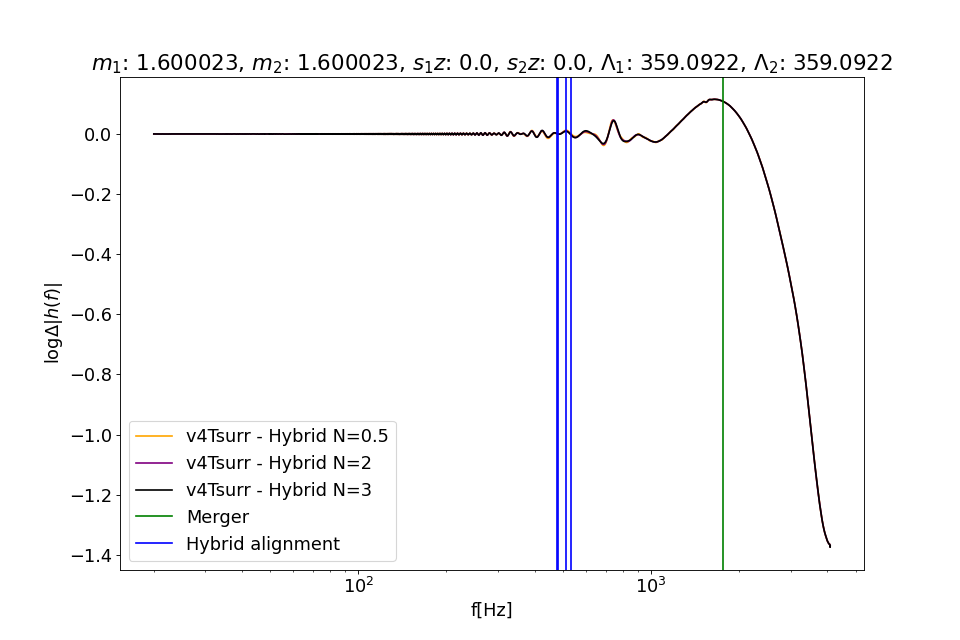 m₁: 1.600023, m₂: 1.600023, s₁z: 0.0, s₂z: 0.0, Λ₁: 359.0922, Λ₂: 359.0922
0.0
−0.2
−0.4
−0.6
−0.8
−1.0
−1.2
−1.4
logΔ|h(f)|
v4Tsurr - Hybrid N=0.5
v4Tsurr - Hybrid N=2
v4Tsurr - Hybrid N=3
Merger
Hybrid alignment
10² 10³
f[Hz]